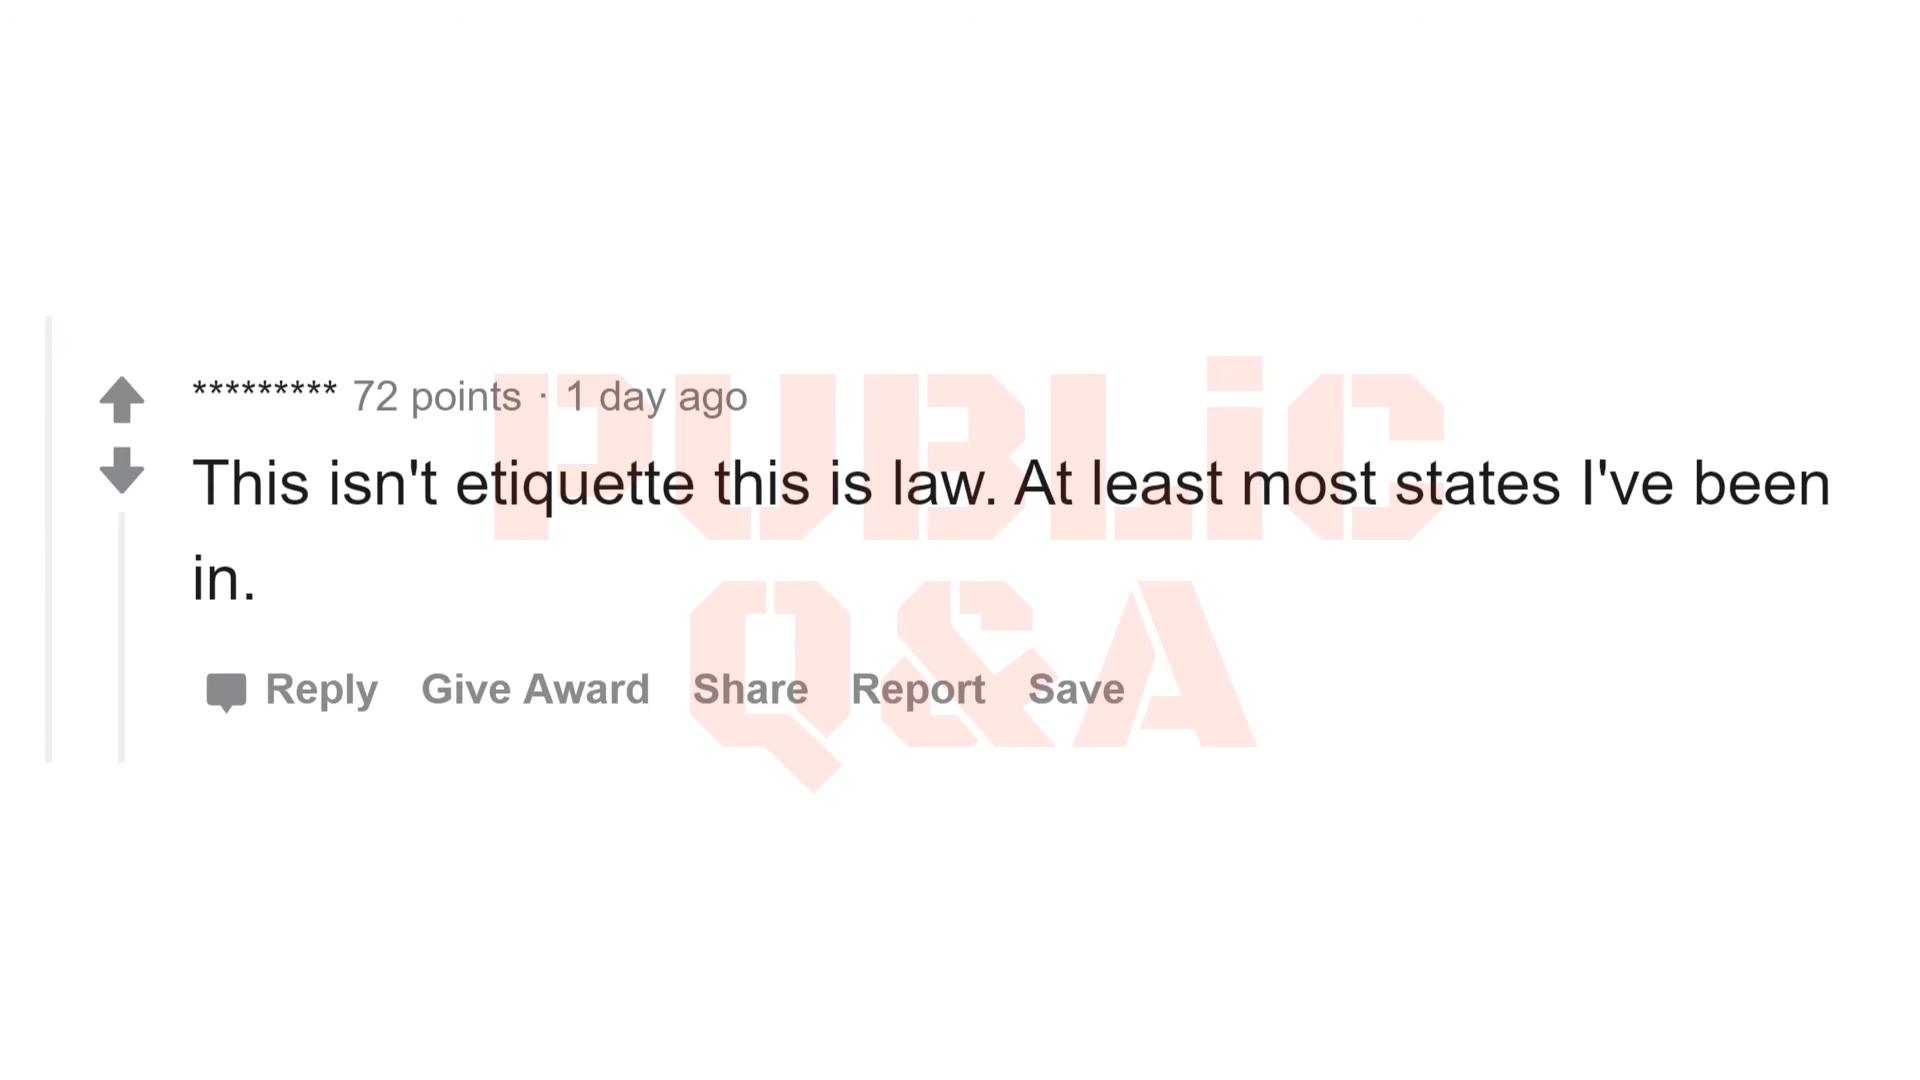 ********* 72 points · 1 day ago
This isn't etiquette this is law. At least most states I've been
in.
Reply Give Award Share Report Save
PUBLiC
Q&A